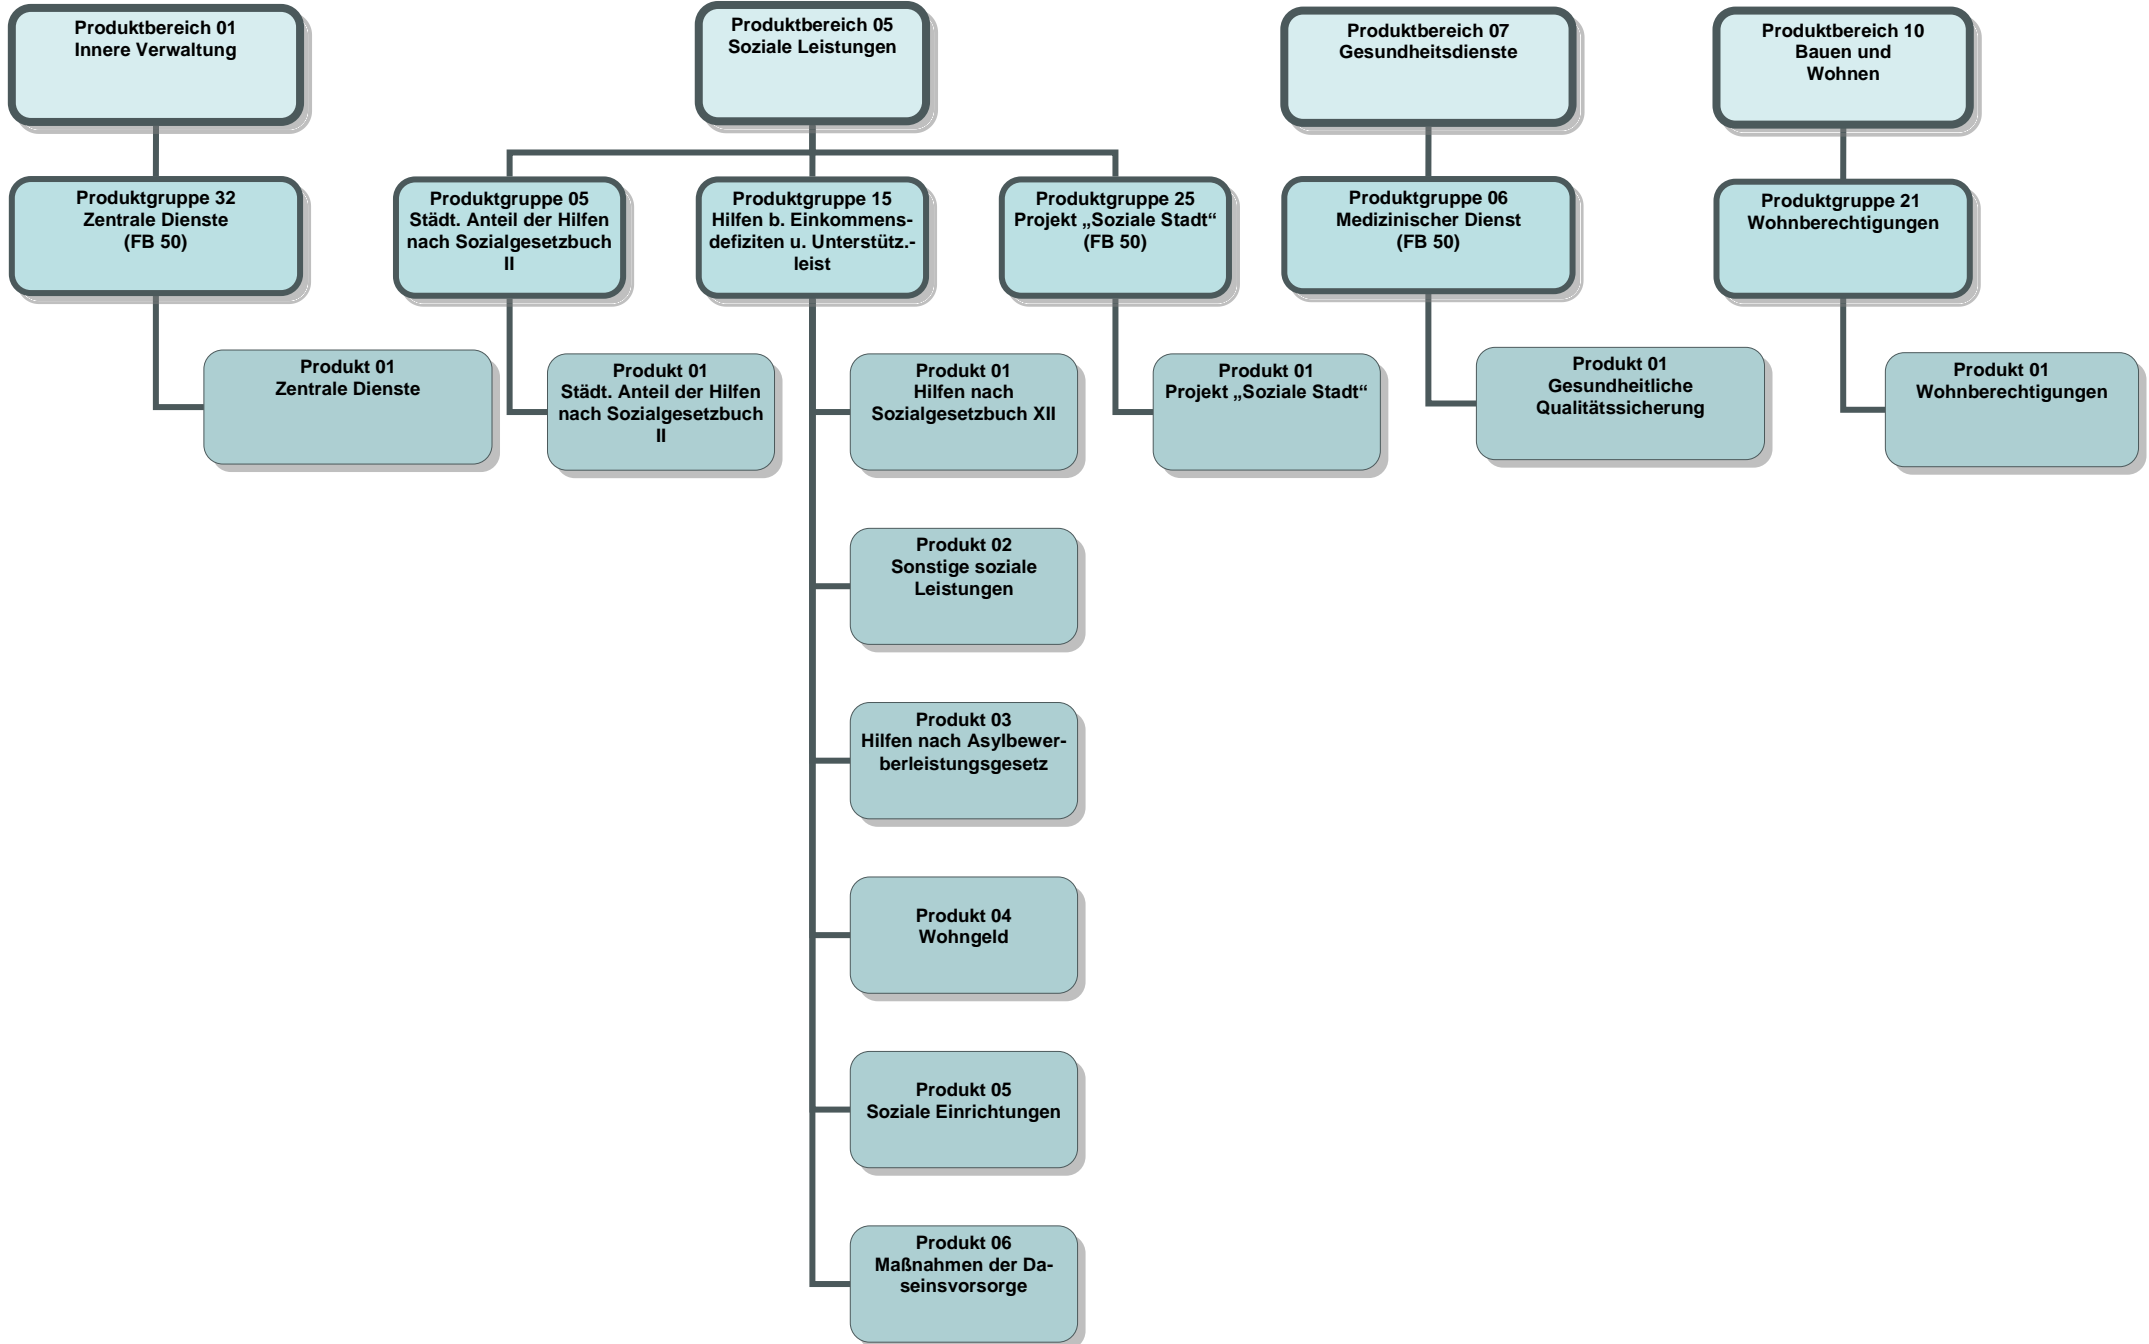 Produktbereich 01
Innere Verwaltung
Produktbereich 05
Soziale Leistungen
Produktbereich 07
Gesundheitsdienste
Produktbereich 10
Bauen und
Wohnen
Produktgruppe 32
Zentrale Dienste
(FB 50)
Produktgruppe 05
Städt. Anteil der Hilfen
nach Sozialgesetzbuch
II
Produktgruppe 15
Hilfen b. Einkommens-
defiziten u. Unterstütz.-
leist
Produktgruppe 25
Projekt „Soziale Stadt“
(FB 50)
Produktgruppe 06
Medizinischer Dienst
(FB 50)
Produktgruppe 21
Wohnberechtigungen
Produkt 01
Zentrale Dienste
Produkt 01
Städt. Anteil der Hilfen
nach Sozialgesetzbuch
II
Produkt 01
Hilfen nach
Sozialgesetzbuch XII
Produkt 01
Projekt „Soziale Stadt“
Produkt 01
Gesundheitliche
Qualitätssicherung
Produkt 01
Wohnberechtigungen
Produkt 02
Sonstige soziale
Leistungen
Produkt 03
Hilfen nach Asylbewer-
berleistungsgesetz
Produkt 04
Wohngeld
Produkt 05
Soziale Einrichtungen
Produkt 06
Maßnahmen der Da-
seinsvorsorge